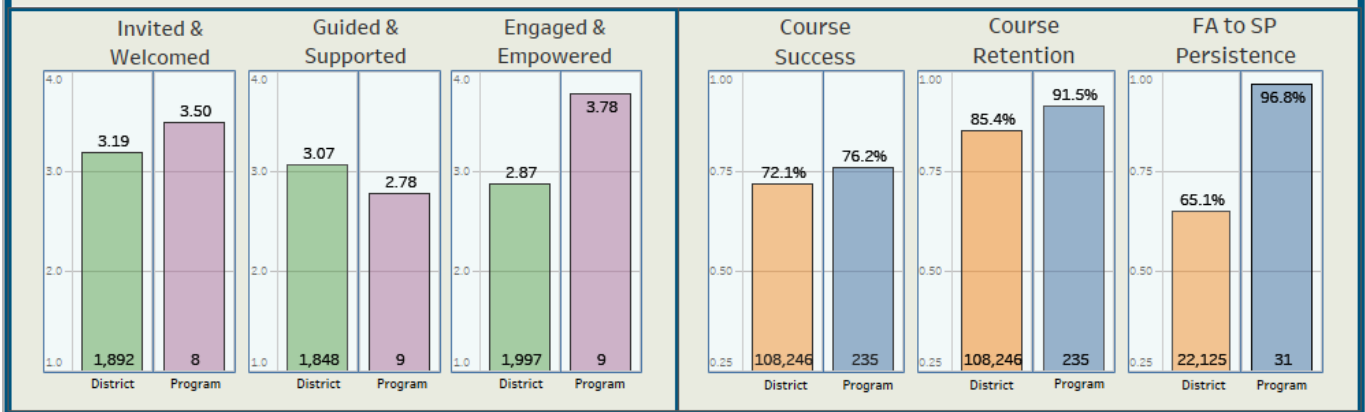 Invited &
Welcomed
4.0
3.0
2.0
1.0
3.19
3.50
1,892
8
District
Program
Guided &
Supported
4.0
3.0
2.0
1.0
3.07
2.78
1,848
9
District
Program
Engaged &
Empowered
4.0
3.0
2.0
1.0
2.87
3.78
1,997
9
District
Program
Course
Success
1.00
0.75
0.50
0.25
72.1%
76.2%
108,246
235
District
Program
Course
Retention
1.00
0.75
0.50
0.25
85.4%
91.5%
108,246
235
District
Program
FA to SP
Persistence
1.00
0.75
0.50
0.25
65.1%
96.8%
22,125
31
District
Program